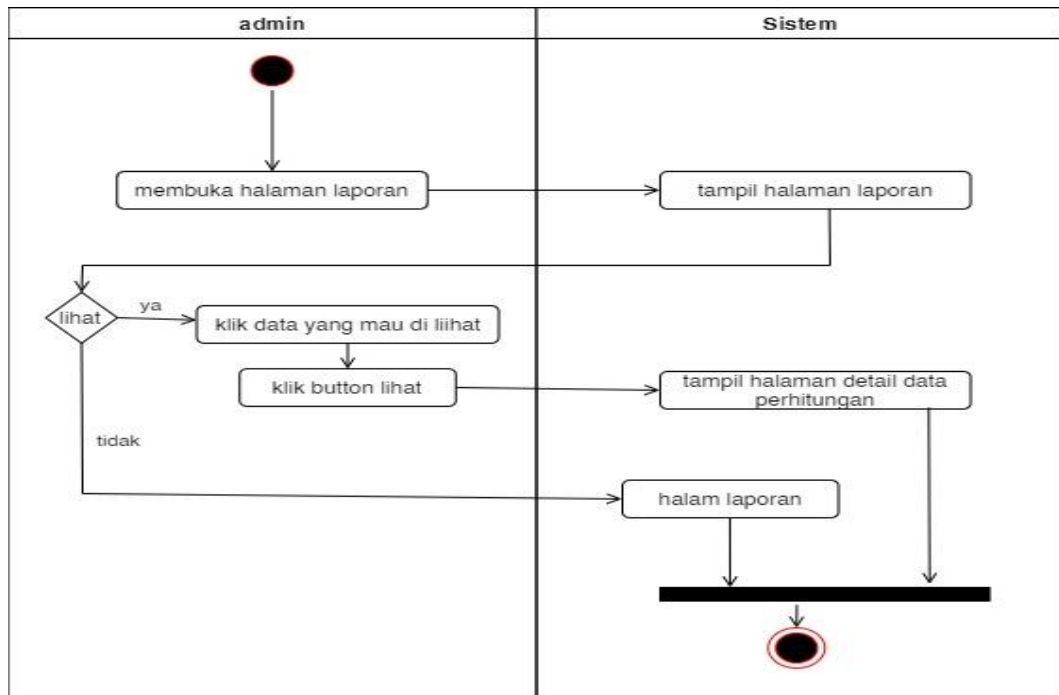 admin
Sistem
membuka halaman laporan
tampil halaman laporan
lihat
ya
klik data yang mau di liihat
klik button lihat
tampil halaman detail data
perhitungan
tidak
halam laporan